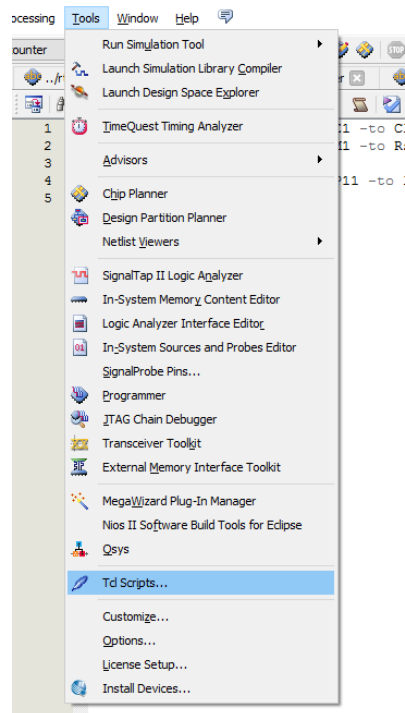 ocessing Tools Window Help
ounter
Run Simulation Tool
Launch Simulation Library Compiler
Launch Design Space Explorer
TimeQuest Timing Analyzer
Advisors
Chip Planner
Design Partition Planner
Netlist Viewers
SignalTap II Logic Analyzer
In-System Memory Content Editor
Logic Analyzer Interface Editor
In-System Sources and Probes Editor
SignalProbe Pins...
Programmer
JTAG Chain Debugger
Transceiver Toolkit
External Memory Interface Toolkit
MegaWizard Plug-In Manager
Nios II Software Build Tools for Eclipse
Qsys
Tcl Scripts...
Customize...
Options...
License Setup...
Install Devices...
../r
STOP
1
2
3
4
5
1 -to C
1 -to R
11 -to